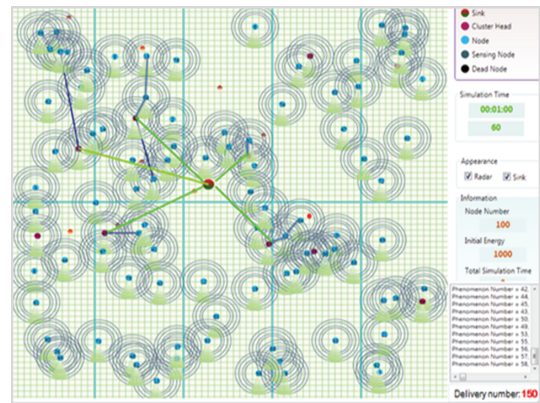 Sink
Cluster Head
Node
Sensing Node
Dead Node
Simulation Time
00:01:00
60
Appearance
Radar
Sink
Information
Node Number
100
Initial Energy
1000
Total Simulation Time
Phenomenon Number = 42,
Phenomenon Number = 44,
Phenomenon Number = 45,
Phenomenon Number = 43,
Phenomenon Number = 50,
Phenomenon Number = 49,
Phenomenon Number = 53,
Phenomenon Number = 55,
Phenomenon Number = 56,
Phenomenon Number = 57,
Phenomenon Number = 58,
Delivery number: 150